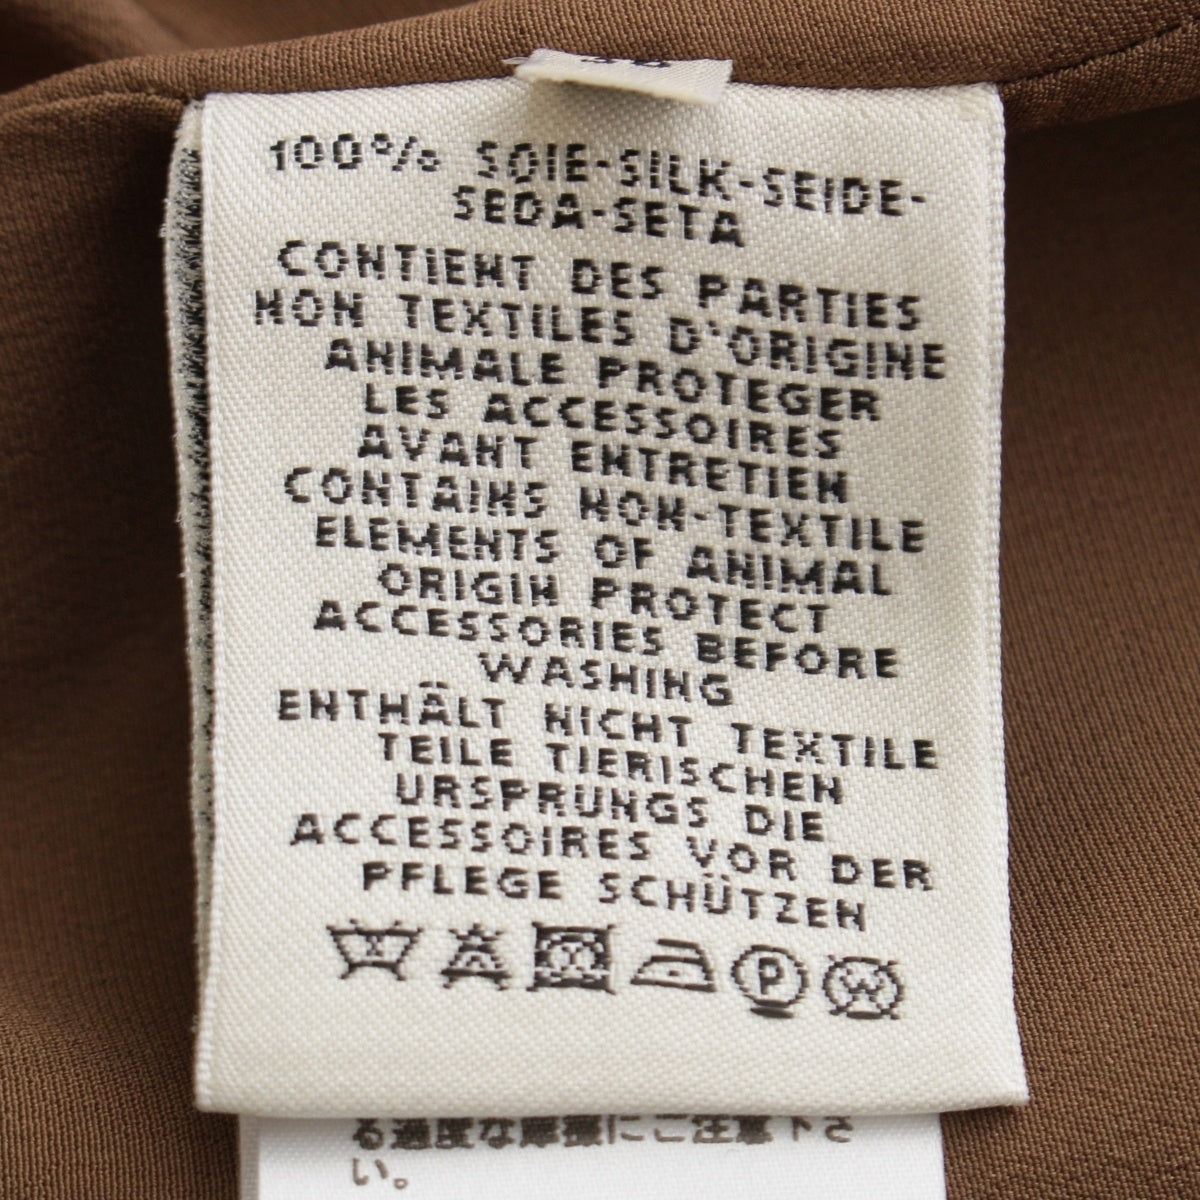 100% SOIE-SILK-SEIDE-
SEDA-SETA
CONTIENT DES PARTIES
NON TEXTILES D'ORIGINE
ANIMALE PROTEGER
LES ACCESSOIRES
AVANT ENTRETIEN
CONTAINS NON-TEXTILE
ELEMENTS OF ANIMAL
ORIGIN PROTECT
ACCESSORIES BEFORE
WASHING
ENTHÄLT NICHT TEXTILE
TEILE TIERISCHEN
URSPRUNGS DIE
ACCESSOIRES VOR DER
PFLEGE SCHÜTZEN
P W
る過度な摩擦にご注意下さ
い。